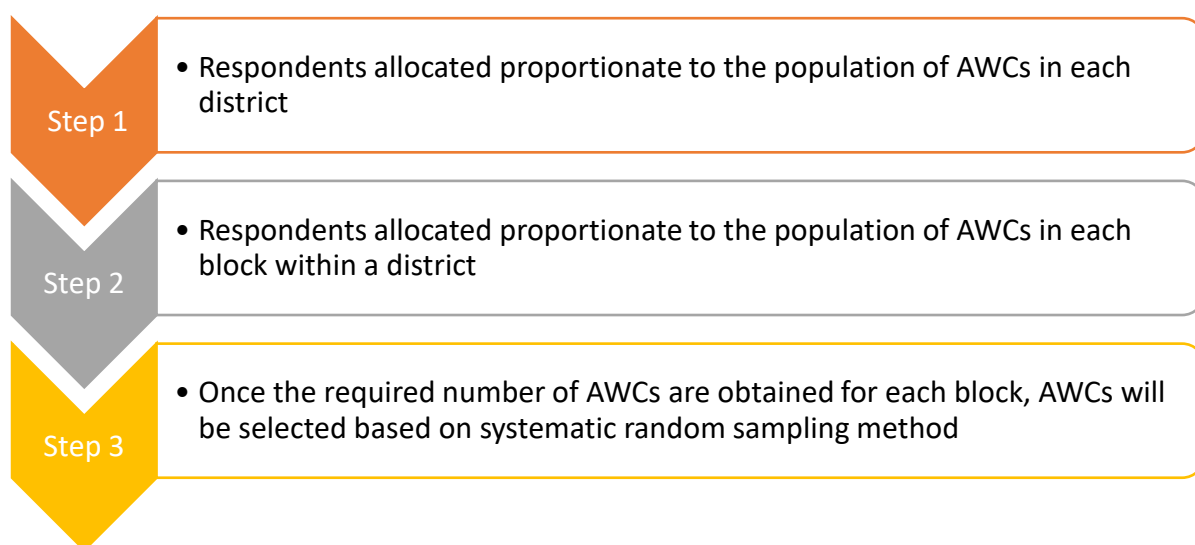 Step 1
• Respondents allocated proportionate to the population of AWCs in each
district
Step 2
• Respondents allocated proportionate to the population of AWCs in each
block within a district
Step 3
• Once the required number of AWCs are obtained for each block, AWCs will
be selected based on systematic random sampling method